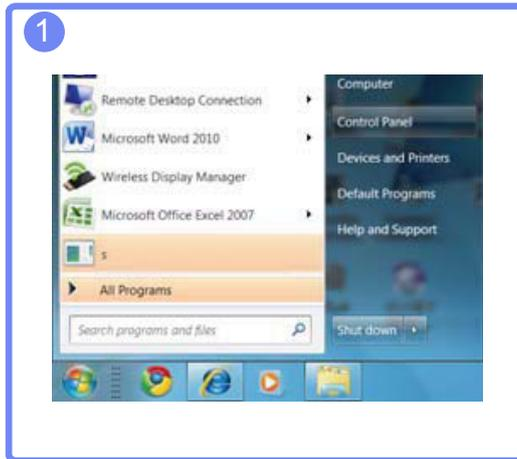 1
Remote Desktop Connection
Microsoft Word 2010
Wireless Display Manager
Microsoft Office Excel 2007
s
All Programs
Search programs and files
Computer
Control Panel
Devices and Printers
Default Programs
Help and Support
Shut down